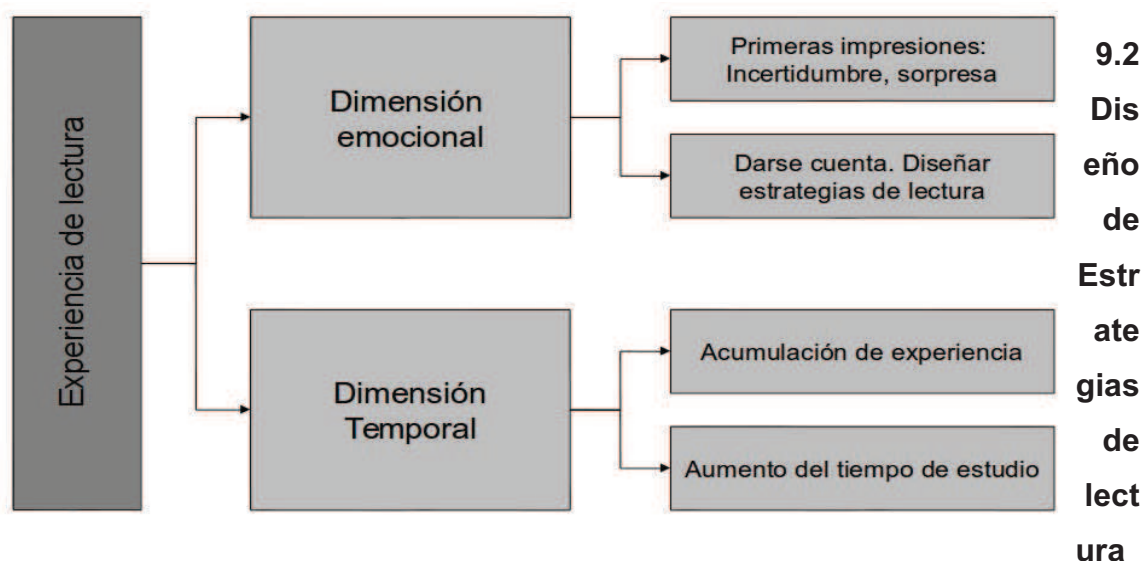 Experiencia de lectura
Dimensión
emocional
Primeras impresiones:
Incertidumbre, sorpresa
Darse cuenta. Diseñar
estrategias de lectura
Dimensión
Temporal
Acumulación de experiencia
Aumento del tiempo de estudio
9.2
Dis
eño
de
Estr
ate
gias
de
lect
ura